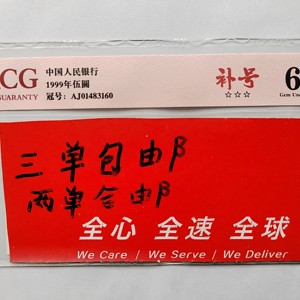 CG 中国人民银行 补号 6
GUARANTY 1999年伍圓 ☆☆☆ Gem Unc
冠号: AJ01483160
三单包邮
两单包邮
全心 全速 全球
We Care / We Serve / We Deliver